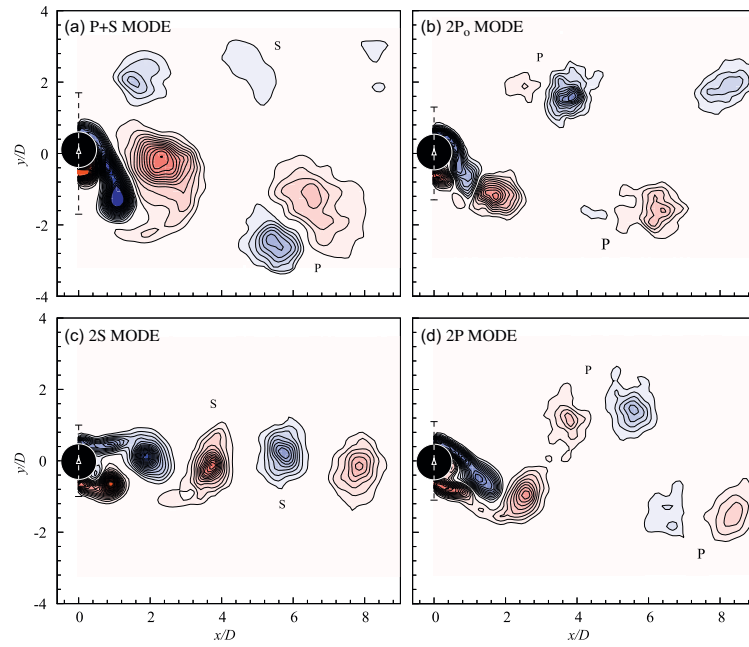 (a) P+S MODE
(b) 2Po MODE
4
2
0
-2
-4
y/D
S
P
P
P
(c) 2S MODE
(d) 2P MODE
4
2
0
-2
-4
y/D
S
S
P
P
0 2 4 6 8
x/D
0 2 4 6 8
x/D